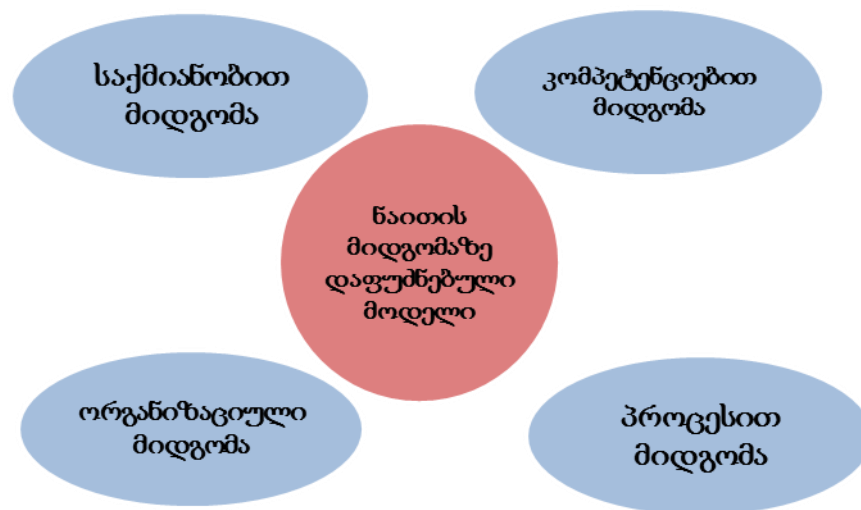 საქმიანობით
მიდგომა
კომპეტენციებით
მიდგომა
ნაითის
მიდგომაზე
დაფუძნებული
მოდელი
ორგანიზაციული
მიდგომა
პროცესით
მიდგომა